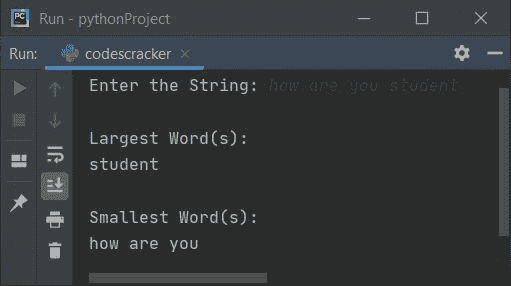 PC
Run - pythonProject
Run: codescracker
Enter the String: how are you student
Largest Word(s):
student
Smallest Word(s):
how are you